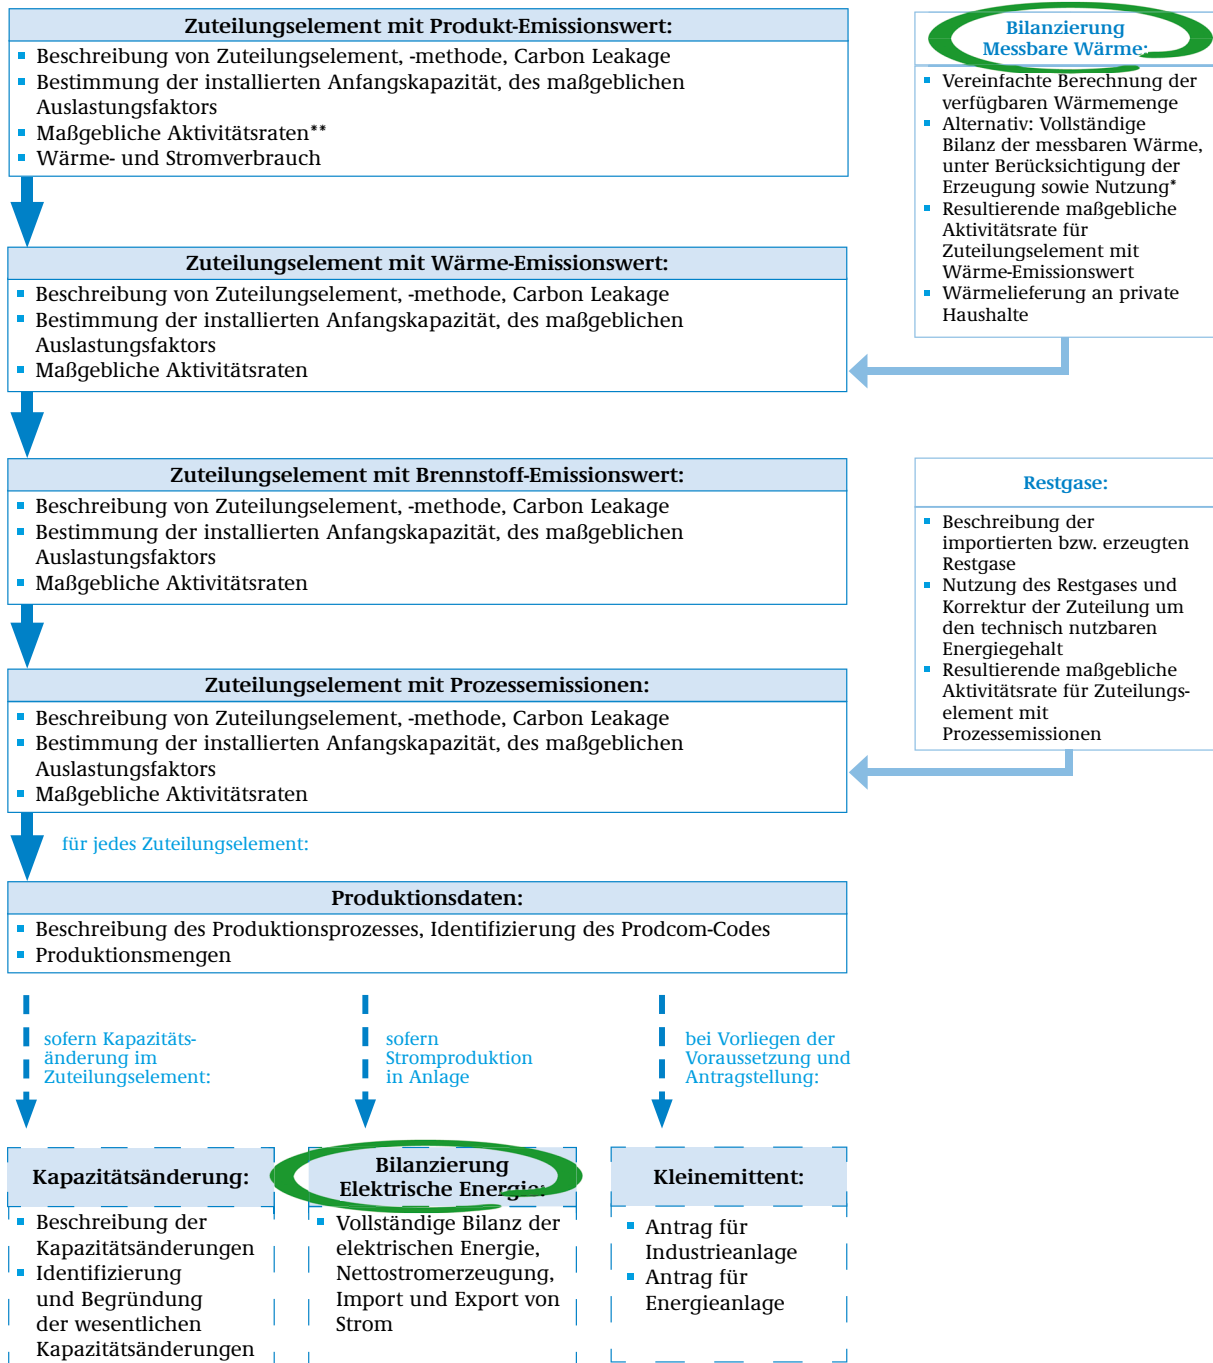 Zuteilungselement mit Produkt-Emissionswert:
Beschreibung von Zuteilungselement, -methode, Carbon Leakage
Bestimmung der installierten Anfangskapazität, des maßgeblichen
Auslastungsfaktors
Maßgebliche Aktivitätsraten**
Wärme- und Stromverbrauch
Bilanzierung
Messbare Wärme:
Vereinfachte Berechnung der
verfügbaren Wärmemenge
Alternativ: Vollständige
Bilanz der messbaren Wärme,
unter Berücksichtigung der
Erzeugung sowie Nutzung*
Resultierende maßgebliche
Aktivitätsrate für
Zuteilungselement mit
Wärme-Emissionswert
Wärmelieferung an private
Haushalte
Zuteilungselement mit Wärme-Emissionswert:
Beschreibung von Zuteilungselement, -methode, Carbon Leakage
Bestimmung der installierten Anfangskapazität, des maßgeblichen
Auslastungsfaktors
Maßgebliche Aktivitätsraten
Zuteilungselement mit Brennstoff-Emissionswert:
Beschreibung von Zuteilungselement, -methode, Carbon Leakage
Bestimmung der installierten Anfangskapazität, des maßgeblichen
Auslastungsfaktors
Maßgebliche Aktivitätsraten
Restgase:
Beschreibung der
importierten bzw. erzeugten
Restgase
Nutzung des Restgases und
Korrektur der Zuteilung um
den technisch nutzbaren
Energiegehalt
Resultierende maßgebliche
Aktivitätsrate für Zuteilungs-
element mit
Prozessemissionen
Zuteilungselement mit Prozessemissionen:
Beschreibung von Zuteilungselement, -methode, Carbon Leakage
Bestimmung der installierten Anfangskapazität, des maßgeblichen
Auslastungsfaktors
Maßgebliche Aktivitätsraten
für jedes Zuteilungselement:
Produktionsdaten:
Beschreibung des Produktionsprozesses, Identifizierung des Prodcom-Codes
Produktionsmengen
sofern Kapazitäts-
änderung im
Zuteilungselement:
sofern
Stromproduktion
in Anlage
bei Vorliegen der
Voraussetzung und
Antragstellung:
Kapazitätsänderung:
Beschreibung der
Kapazitätsänderungen
Identifizierung
und Begründung
der wesentlichen
Kapazitätsänderungen
Bilanzierung
Elektrische Energie:
Vollständige Bilanz der
elektrischen Energie,
Nettostromerzeugung,
Import und Export von
Strom
Kleinemittent:
Antrag für
Industrieanlage
Antrag für
Energieanlage